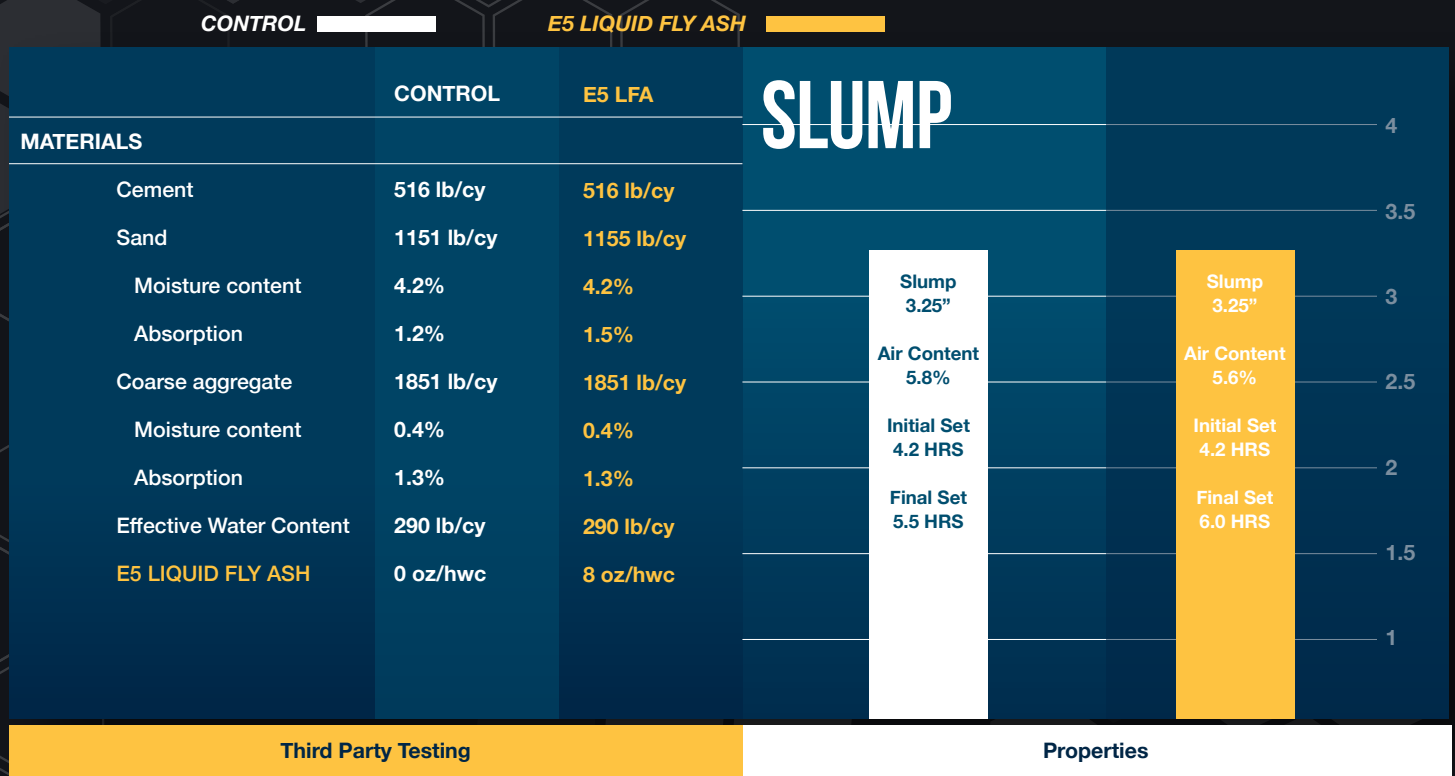 CONTROL
E5 LIQUID FLY ASH
CONTROL E5 LFA
MATERIALS
Cement 516 lb/cy 516 lb/cy
Sand 1151 lb/cy 1155 lb/cy
Moisture content 4.2% 4.2%
Absorption 1.2% 1.5%
Coarse aggregate 1851 lb/cy 1851 lb/cy
Moisture content 0.4% 0.4%
Absorption 1.3% 1.3%
Effective Water Content 290 lb/cy 290 lb/cy
E5 LIQUID FLY ASH 0 oz/hwc 8 oz/hwc
Third Party Testing
SLUMP
4
3.5
3
2.5
2
1.5
1
Slump
3.25”
Air Content
5.8%
Initial Set
4.2 HRS
Final Set
5.5 HRS
Slump
3.25”
Air Content
5.6%
Initial Set
4.2 HRS
Final Set
6.0 HRS
Properties